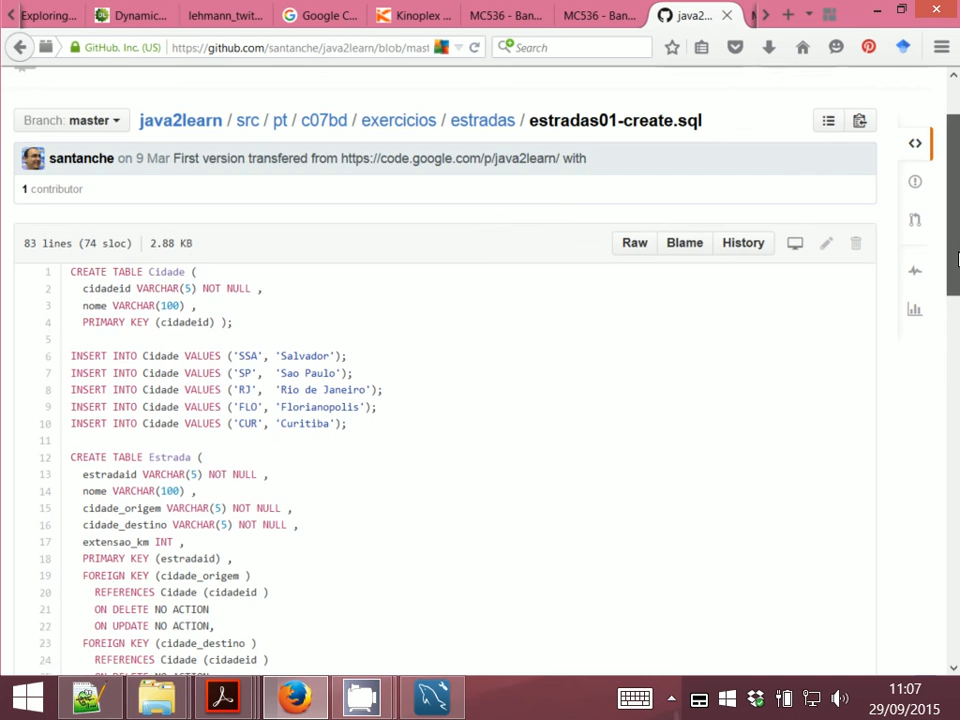 Exploring...
Dynamic...
lehmann_twit...
Google C...
Kinoplex ...
MC536 - Ban...
MC536 - Ban...
java2...
GitHub, Inc. (US)
https://github.com/santanche/java2learn/blob/mast
Search
Branch: master
java2learn / src / pt / c07bd / exercicios / estradas / estradas01-create.sql
santanche on 9 Mar First version transfered from https://code.google.com/p/java2learn/ with
1 contributor
83 lines (74 sloc) 2.88 KB
Raw Blame History
1 CREATE TABLE Cidade (
2 cidadeid VARCHAR(5) NOT NULL ,
3 nome VARCHAR(100) ,
4 PRIMARY KEY (cidadeid) );
5
6 INSERT INTO Cidade VALUES ('SSA', 'Salvador');
7 INSERT INTO Cidade VALUES ('SP', 'Sao Paulo');
8 INSERT INTO Cidade VALUES ('RJ', 'Rio de Janeiro');
9 INSERT INTO Cidade VALUES ('FLO', 'Florianopolis');
10 INSERT INTO Cidade VALUES ('CUR', 'Curitiba');
11
12 CREATE TABLE Estrada (
13 estradaid VARCHAR(5) NOT NULL ,
14 nome VARCHAR(100) ,
15 cidade_origem VARCHAR(5) NOT NULL ,
16 cidade_destino VARCHAR(5) NOT NULL ,
17 extensao_km INT ,
18 PRIMARY KEY (estradaid) ,
19 FOREIGN KEY (cidade_origem )
20 REFERENCES Cidade (cidadeid )
21 ON DELETE NO ACTION
22 ON UPDATE NO ACTION,
23 FOREIGN KEY (cidade_destino )
24 REFERENCES Cidade (cidadeid )
11:07
29/09/2015